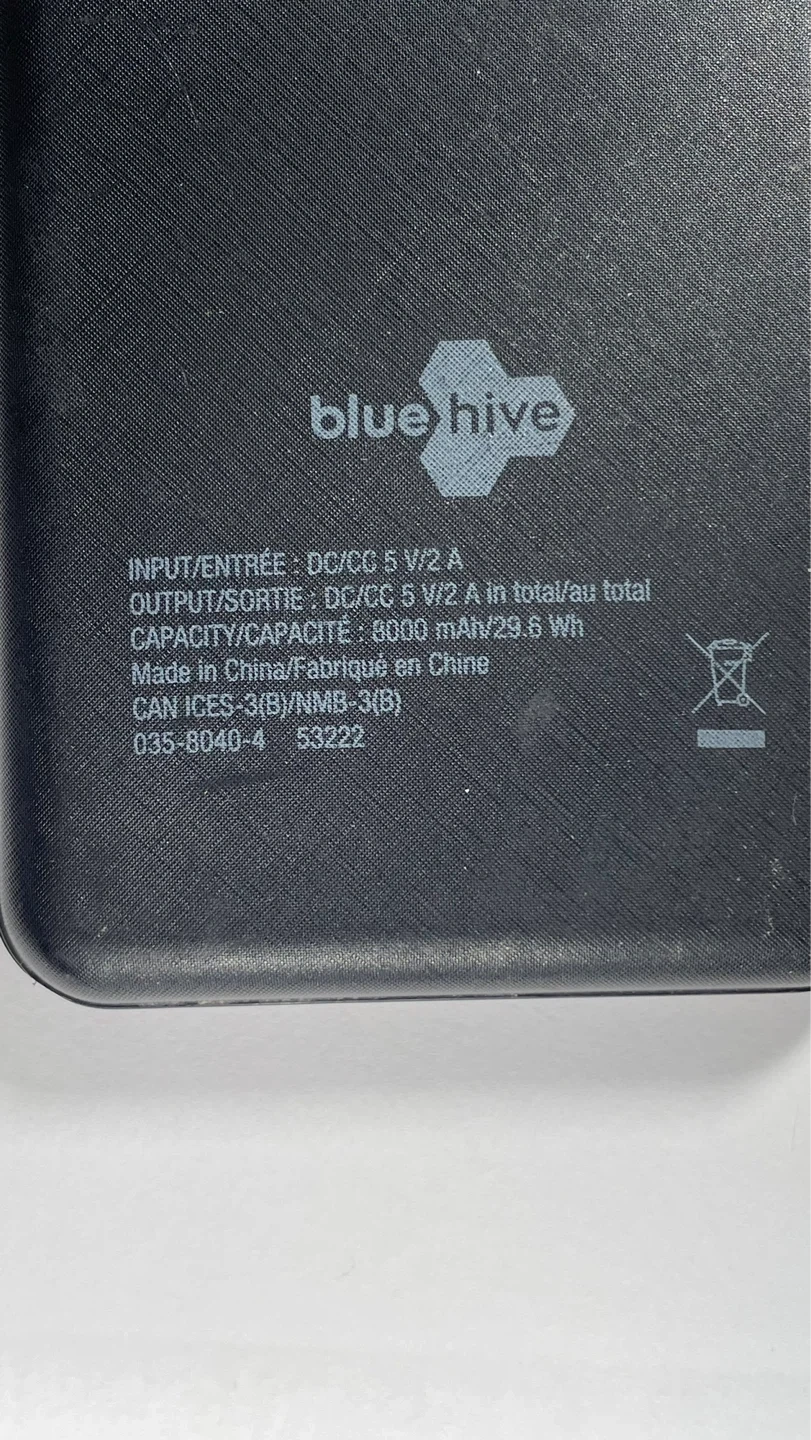 blue hive
INPUT/ENTRÉE : DC/CC 5 V/2 A
OUTPUT/SORTIE : DC/CC 5 V/2 A in total/au total
CAPACITY/CAPACITÉ : 8000 mAh/29.6 Wh
Made in China/Fabriqué en Chine
CAN ICES-3(B)/NMB-3(B)
035-8040-4 53222